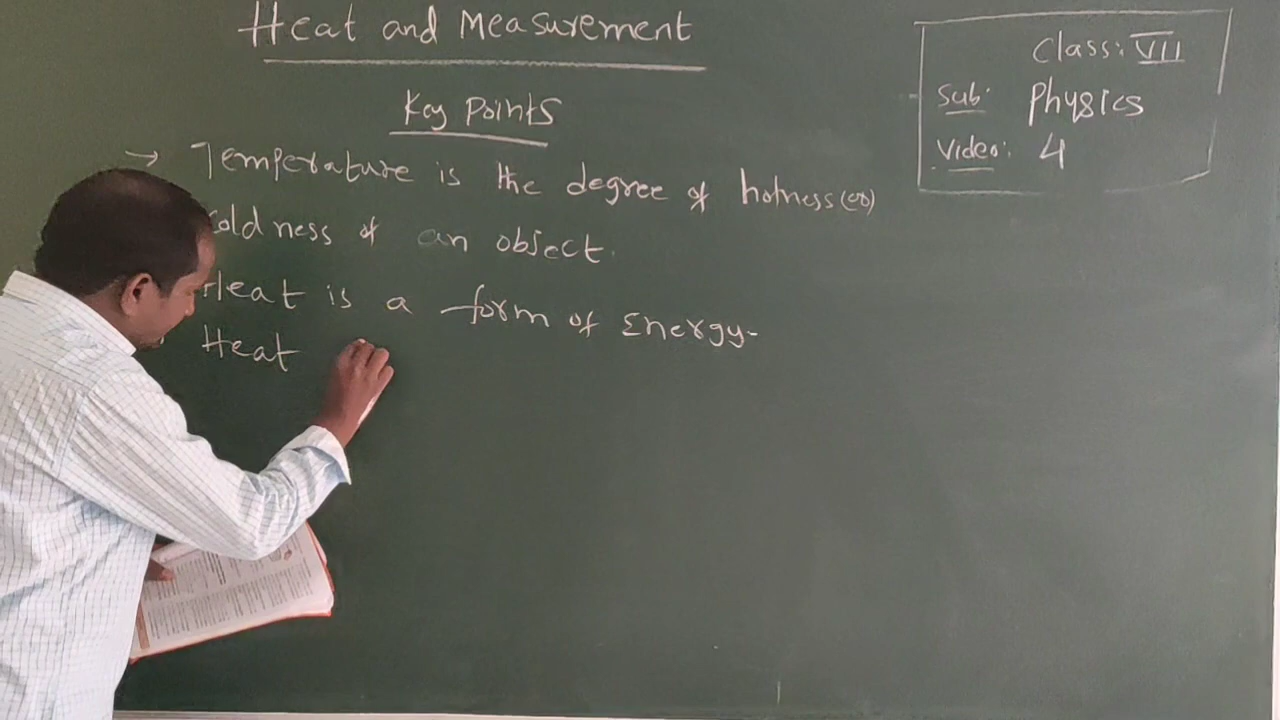 Heat and Measurement
Key Points
→ Temperature is the degree of hotness (or)
Coldness of an object.
Heat is a form of Energy.
Heat
Class: VII
Sub: Physics
Video: 4